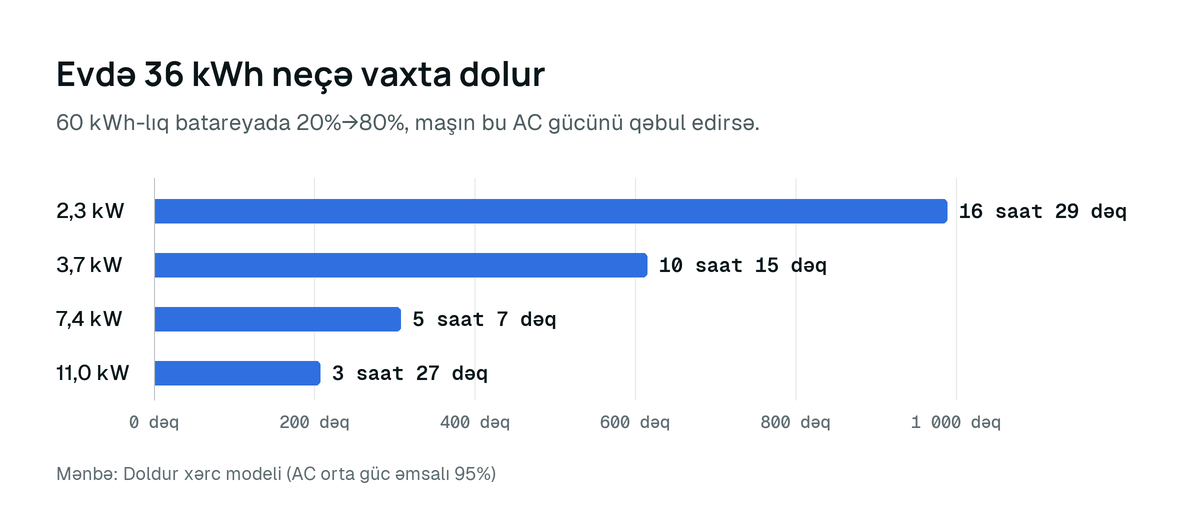 Evdə 36 kWh neçə vaxta dolur
60 kWh-lıq batareyada 20%→80%, maşın bu AC gücünü qəbul edirsə.
2,3 kW 16 saat 29 dəq
3,7 kW 10 saat 15 dəq
7,4 kW 5 saat 7 dəq
11,0 kW 3 saat 27 dəq
0 dəq 200 dəq 400 dəq 600 dəq 800 dəq 1 000 dəq
Mənbə: Doldur xərc modeli (AC orta güc əmsalı 95%)